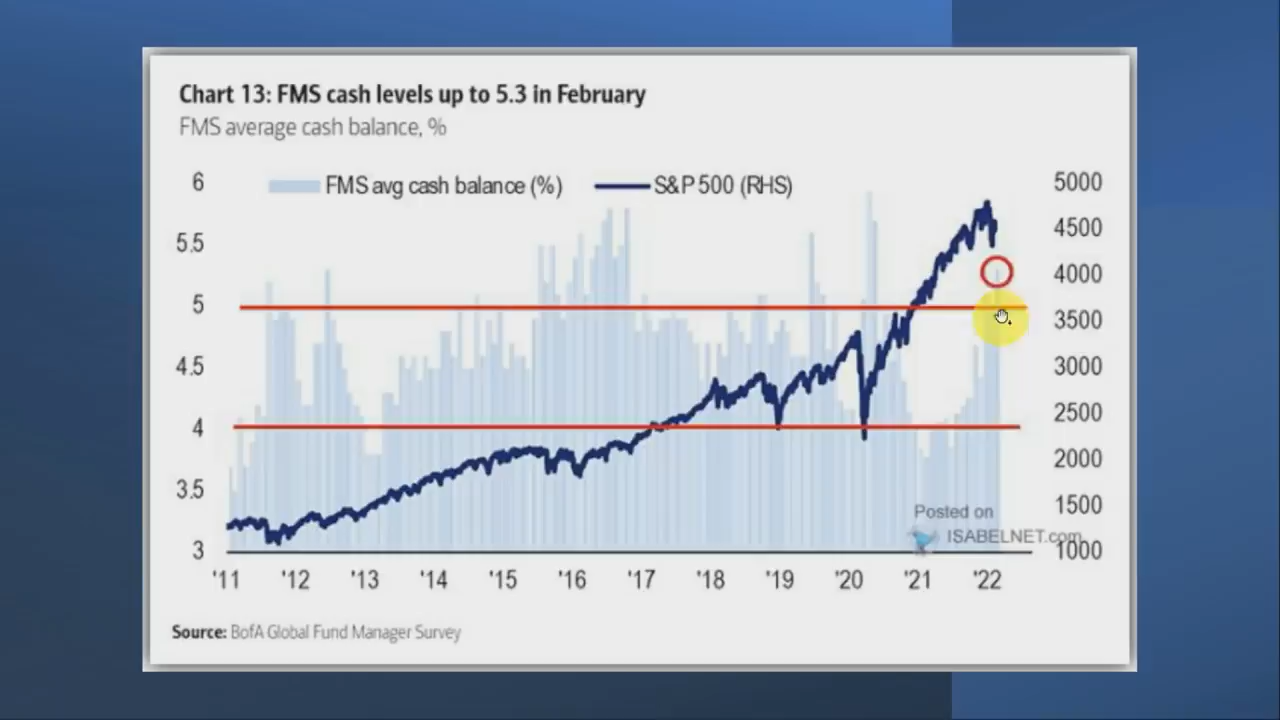 Chart 13: FMS cash levels up to 5.3 in February
FMS average cash balance, %
FMS avg cash balance (%) S&P 500 (RHS)
6 5000
5.5 4500
4000
5 3500
4.5 3000
2500
4 2000
3.5 1500
3 1000
Posted on
ISABELNET.com
'11 '12 '13 '14 '15 '16 '17 '18 '19 '20 '21 '22
Source: BofA Global Fund Manager Survey